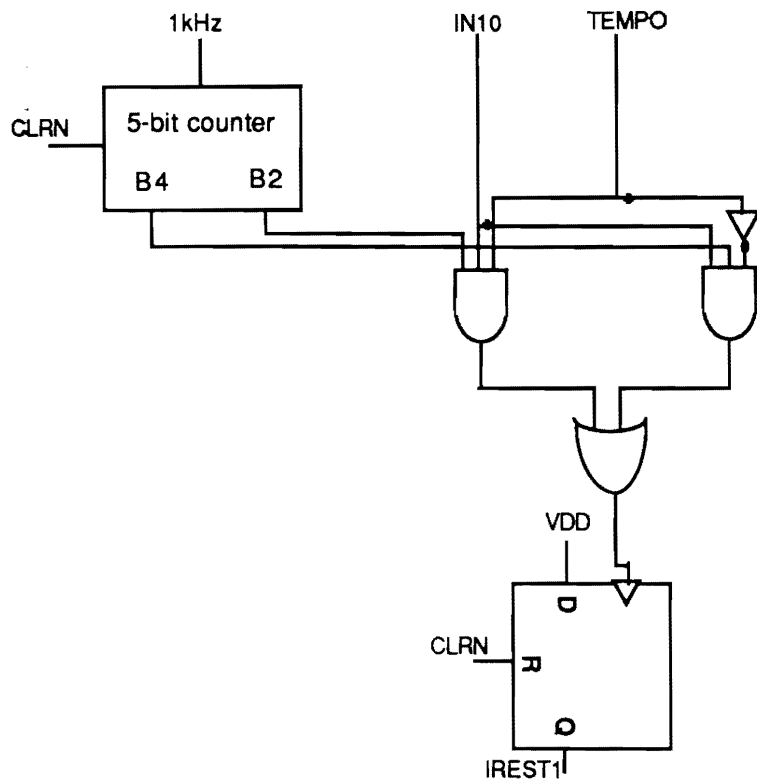 1kHz
IN10
TEMPO
5-bit counter
CLRN
B4
B2
VDD
D
CLRN
R
Q
IREST1